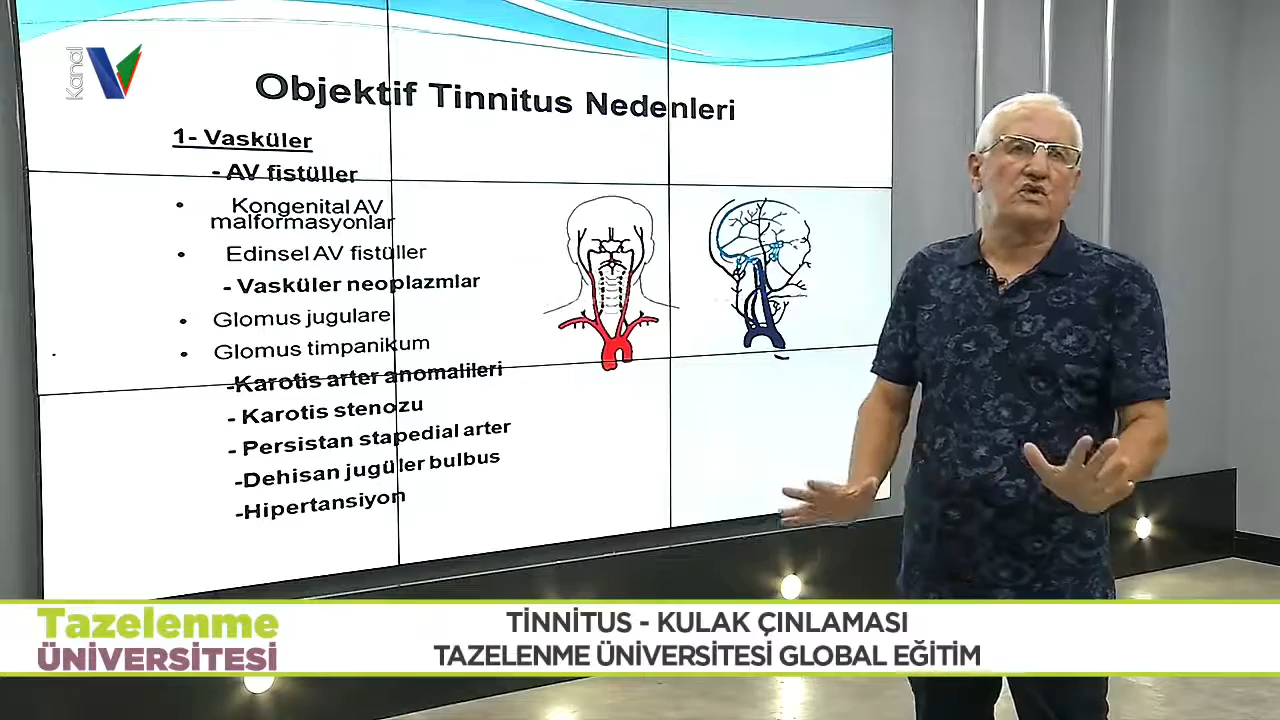 Kanal
V
Objektif Tinnitus Nedenleri
1- Vasküler
- AV fistüller
• Kongenital AV
malformasyonlar
• Edinsel AV fistüller
- Vasküler neoplazmlar
• Glomus jugulare
• Glomus timpanikum
-Karotis arter anomalileri
- Karotis stenozu
- Persistan stapedial arter
-Dehisan jugüler bulbus
-Hipertansiyon
Tazelenme
ÜNİVERSİTESİ
TİNNİTUS - KULAK ÇINLAMASI
TAZELENME ÜNİVERSİTESİ GLOBAL EĞİTİM